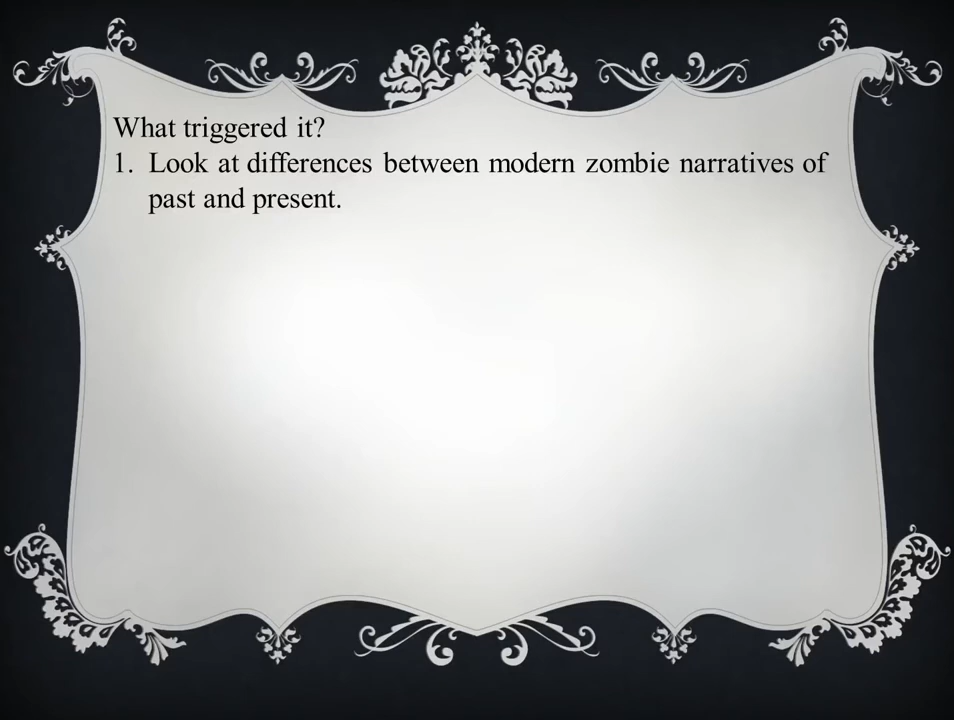 What triggered it?
1. Look at differences between modern zombie narratives of
past and present.